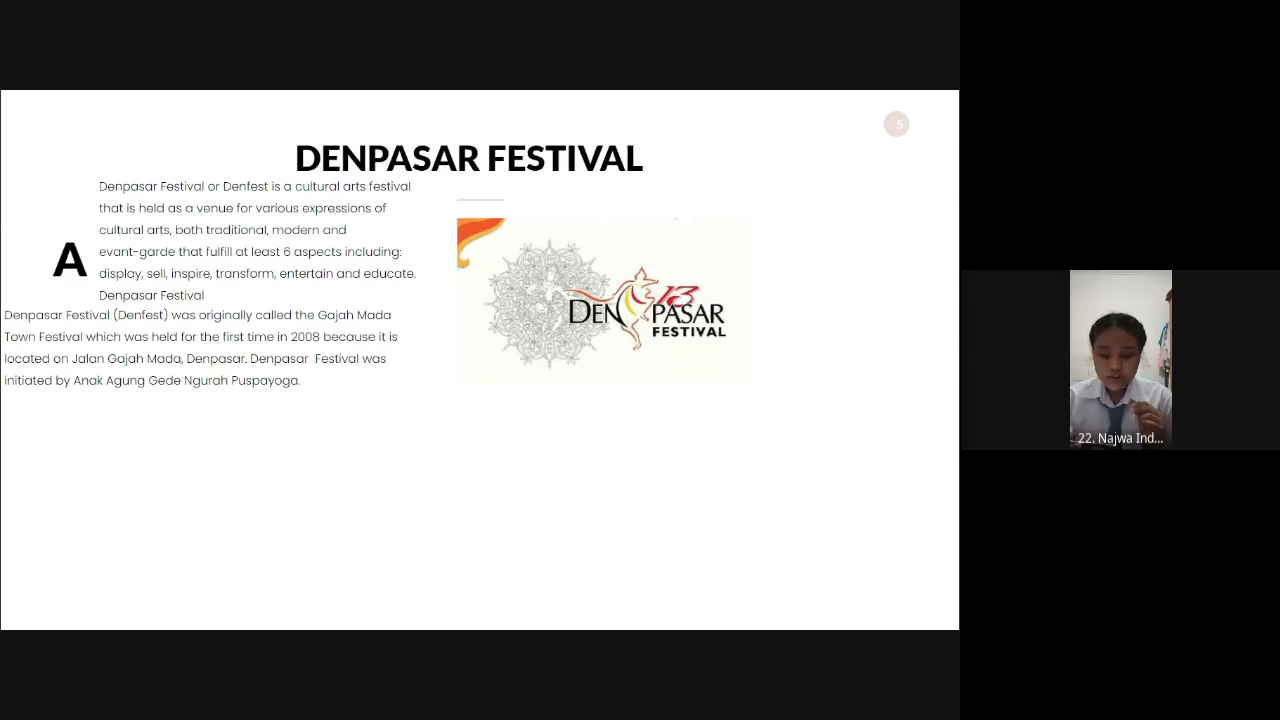 5
DENPASAR FESTIVAL
Denpasar Festival or Denfest is a cultural arts festival
that is held as a venue for various expressions of
cultural arts, both traditional, modern and
evant-garde that fulfill at least 6 aspects including:
display, sell, inspire, transform, entertain and educate.
Denpasar Festival
A
Denpasar Festival (Denfest) was originally called the Gajah Mada
Town Festival which was held for the first time in 2008 because it is
located on Jalan Gajah Mada, Denpasar. Denpasar  Festival was
initiated by Anak Agung Gede Ngurah Puspayoga.
13
DENPASAR
FESTIVAL
22. Najwa Ind...